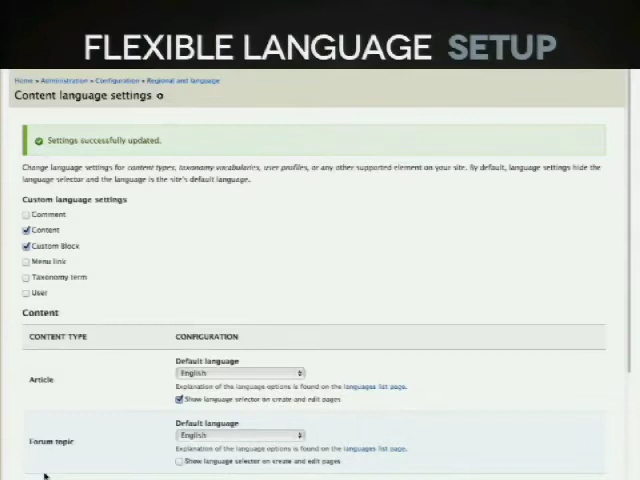 FLEXIBLE LANGUAGE SETUP
Home » Administration » Configuration » Regional and language
Content language settings
Settings successfully updated.
Change language settings for content types, taxonomy vocabularies, user profiles, or any other supported element on your site. By default, language settings hide the
language selector and the language is the site's default language.
Custom language settings
Comment
Content
Custom Block
Menu link
Taxonomy term
User
Content
CONTENT TYPE CONFIGURATION
Default language
English
Article
Explanation of the language options is found on the languages list page.
Show language selector on create and edit pages
Default language
English
Forum topic
Explanation of the language options is found on the languages list page.
Show language selector on create and edit pages